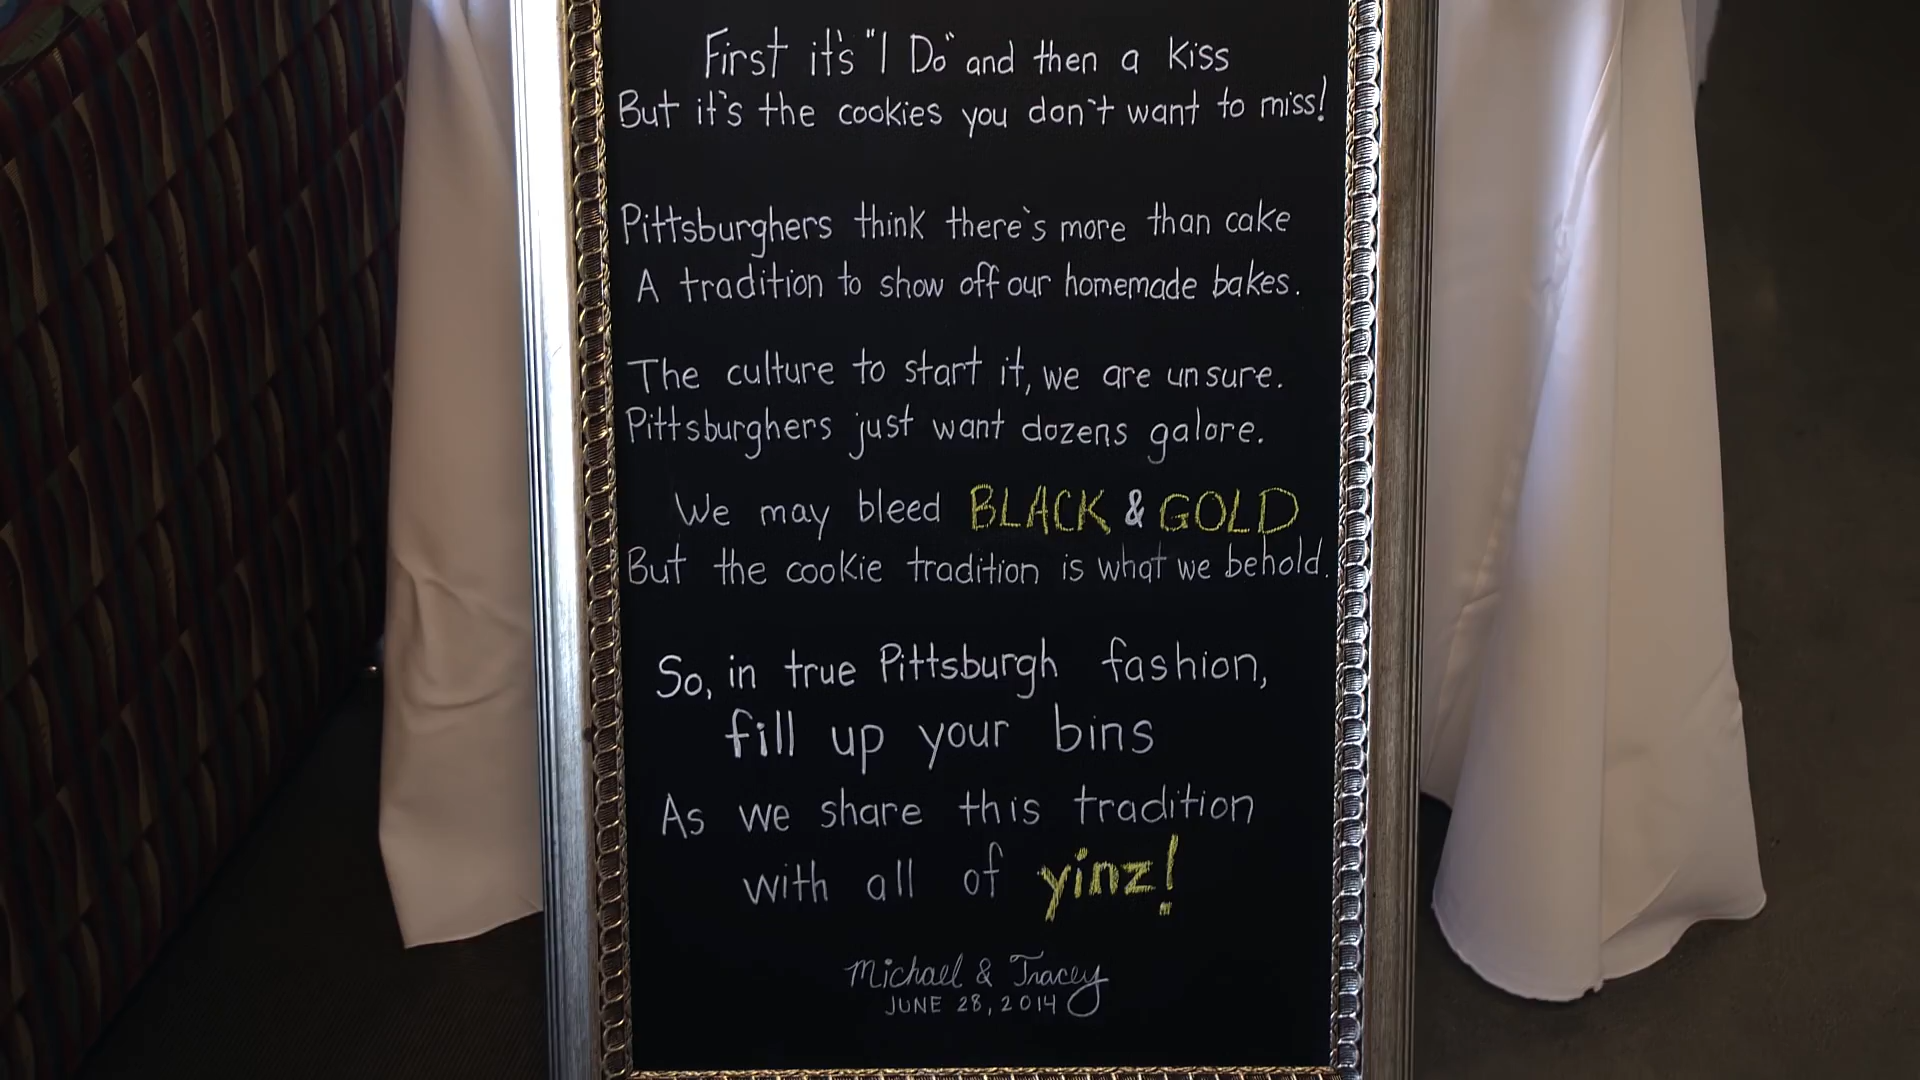 First it's "I Do" and then a kiss
But it's the cookies you don't want to miss!
Pittsburghers think there's more than cake
A tradition to show off our homemade bakes.
The culture to start it, we are unsure.
Pittsburghers just want dozens galore.
We may bleed BLACK & GOLD
But the cookie tradition is what we behold.
So, in true Pittsburgh fashion,
fill up your bins
As we share this tradition
with all of yinz!
Michael & Tracey
JUNE 28, 2014